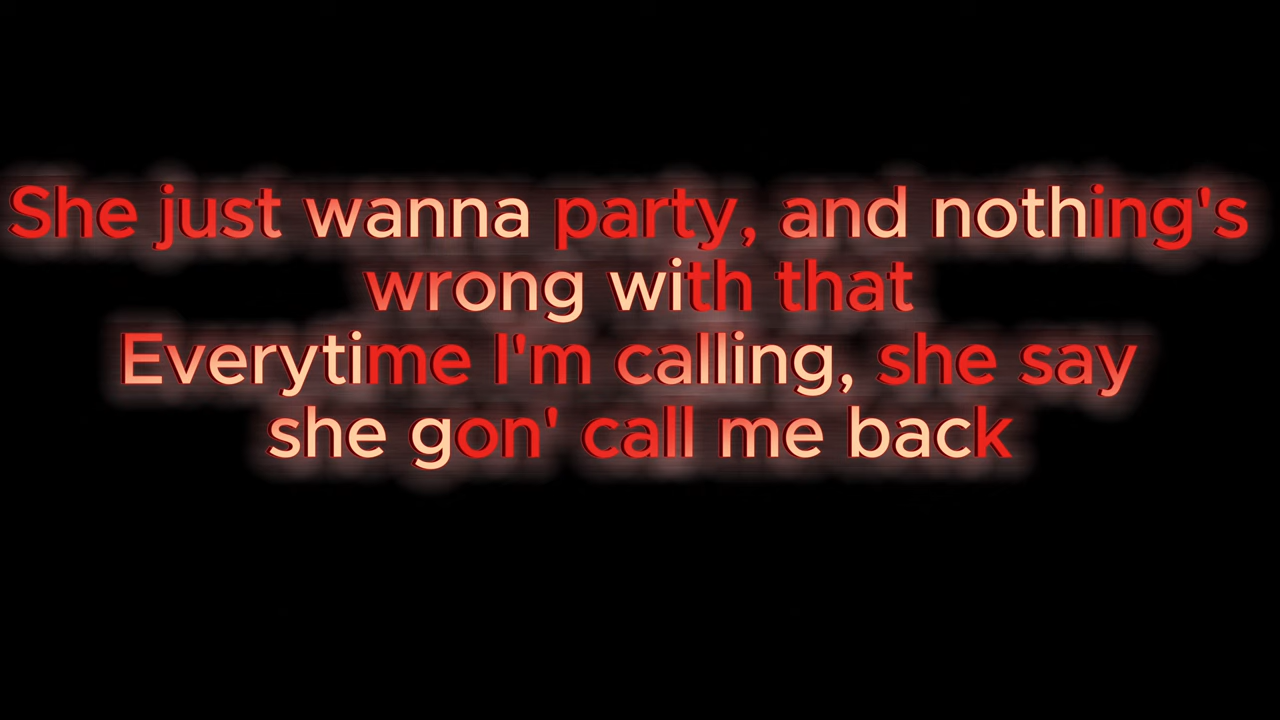 She just wanna party, and nothing's
wrong with that
Everytime I'm calling, she say
she gon' call me back